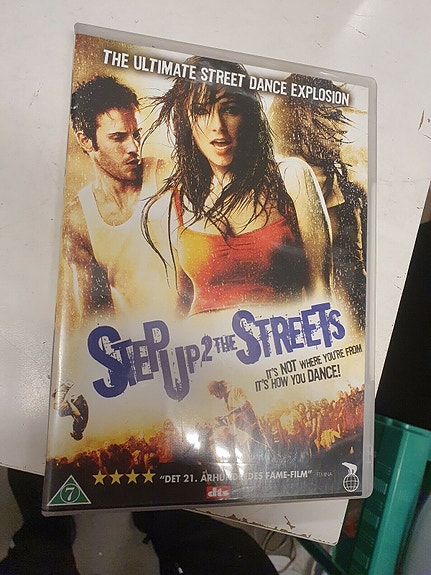 THE ULTIMATE STREET DANCE EXPLOSION
STEP UP 2 THE STREETS
IT'S NOT WHERE YOU'RE FROM
IT'S HOW YOU DANCE!
7
"DET 21. ÅRHUNDREDES FAME-FILM"
dts